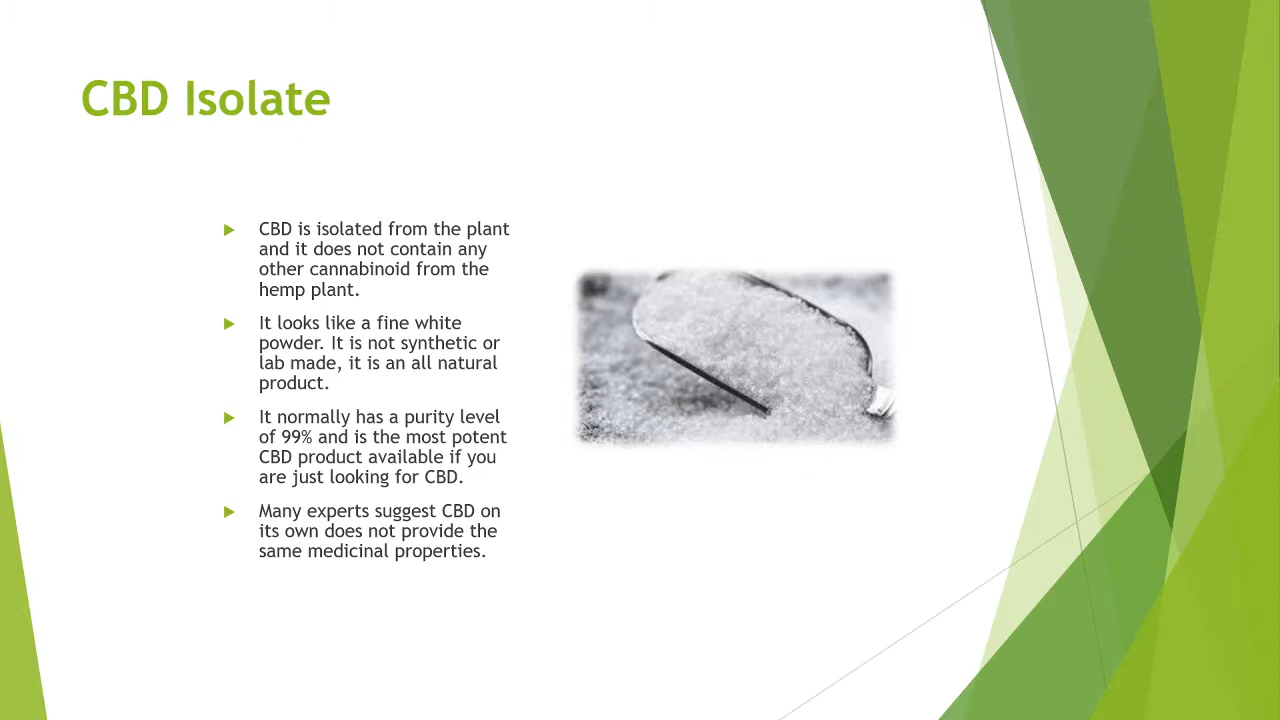 CBD Isolate
CBD is isolated from the plant
and it does not contain any
other cannabinoid from the
hemp plant.
It looks like a fine white
powder. It is not synthetic or
lab made, it is an all natural
product.
It normally has a purity level
of 99% and is the most potent
CBD product available if you
are just looking for CBD.
Many experts suggest CBD on
its own does not provide the
same medicinal properties.